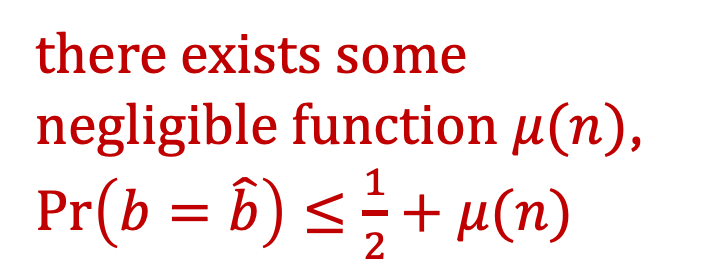 there exists some
negligible function μ(n),
Pr(b = b̂) ≤ 1/2 + μ(n)